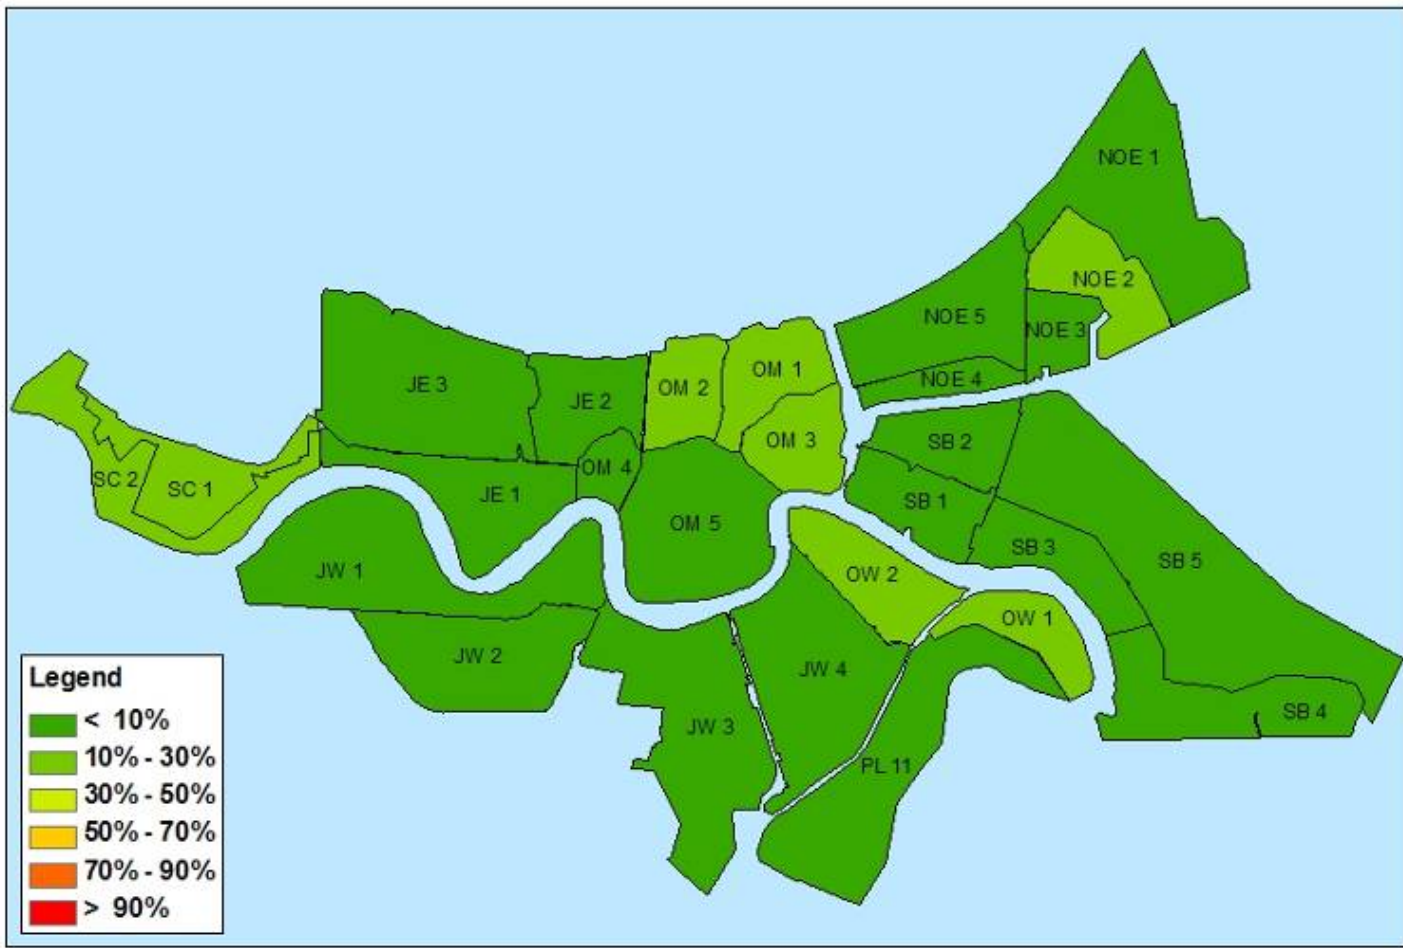 NOE 1
NOE 2
NOE 5
NOE 3
NOE 4
OM 1
OM 2
JE 3
JE 2
OM 3
SB 2
OM 4
SC 2
SC 1
JE 1
SB 1
OM 5
SB 3
SB 5
JW 1
OW 2
OW 1
JW 2
JW 4
SB 4
JW 3
PL 11
Legend
< 10%
10% - 30%
30% - 50%
50% - 70%
70% - 90%
> 90%